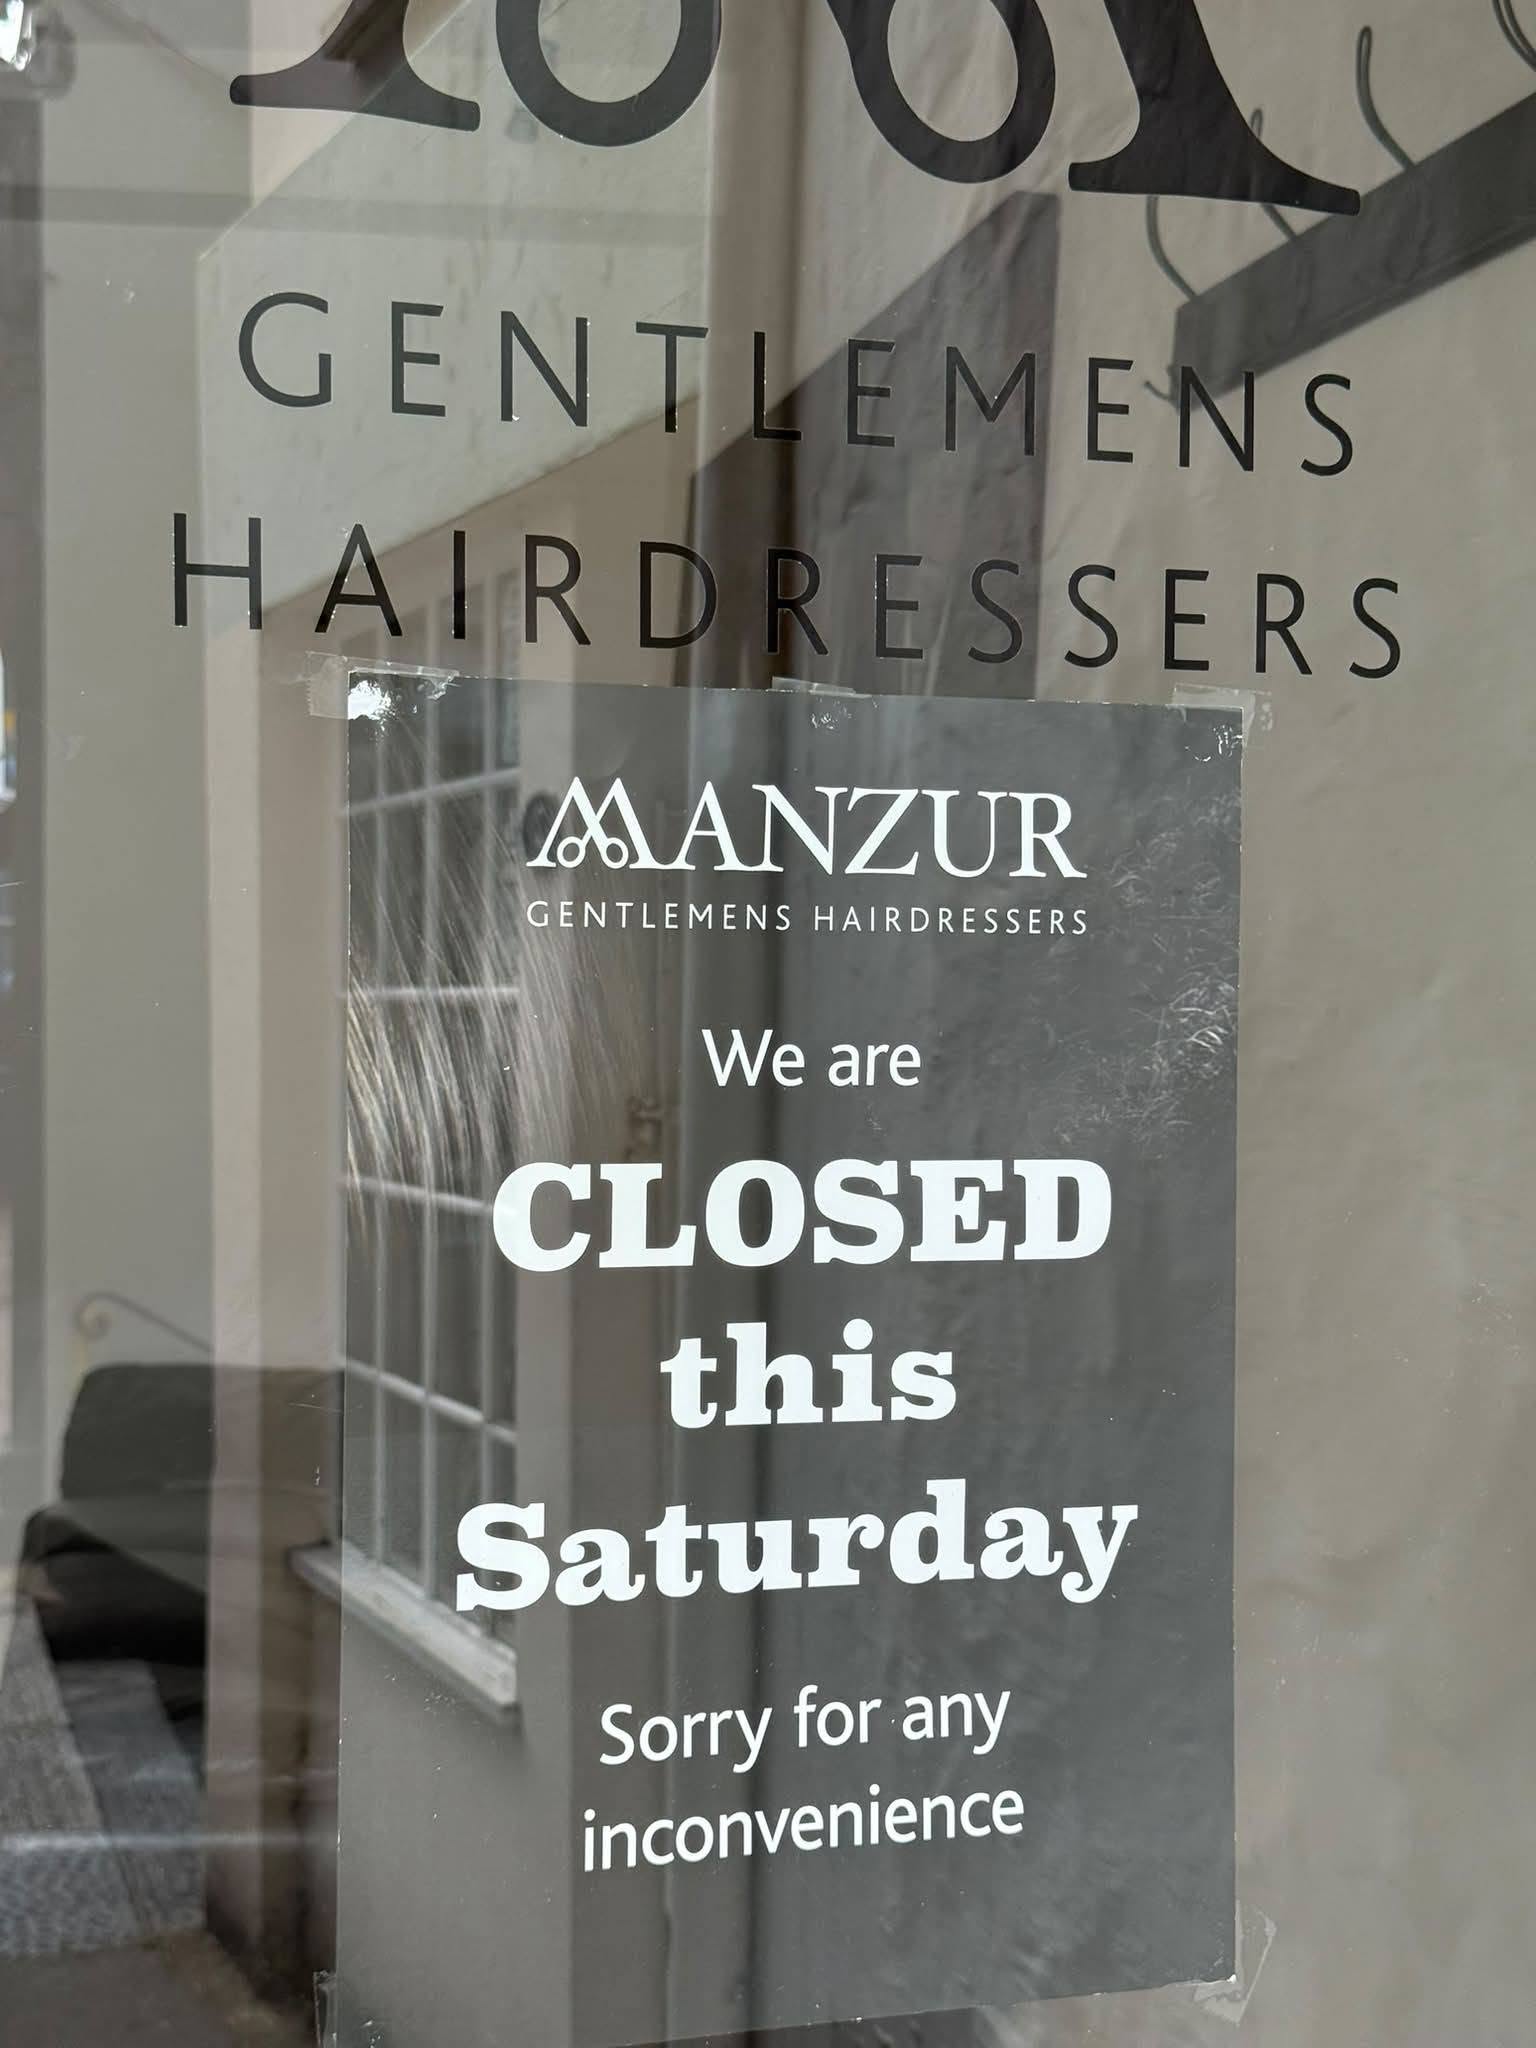 GENTLEMENS
HAIRDRESSERS
MANZUR
GENTLEMENS HAIRDRESSERS
We are
CLOSED
this
Saturday
Sorry for any
inconvenience